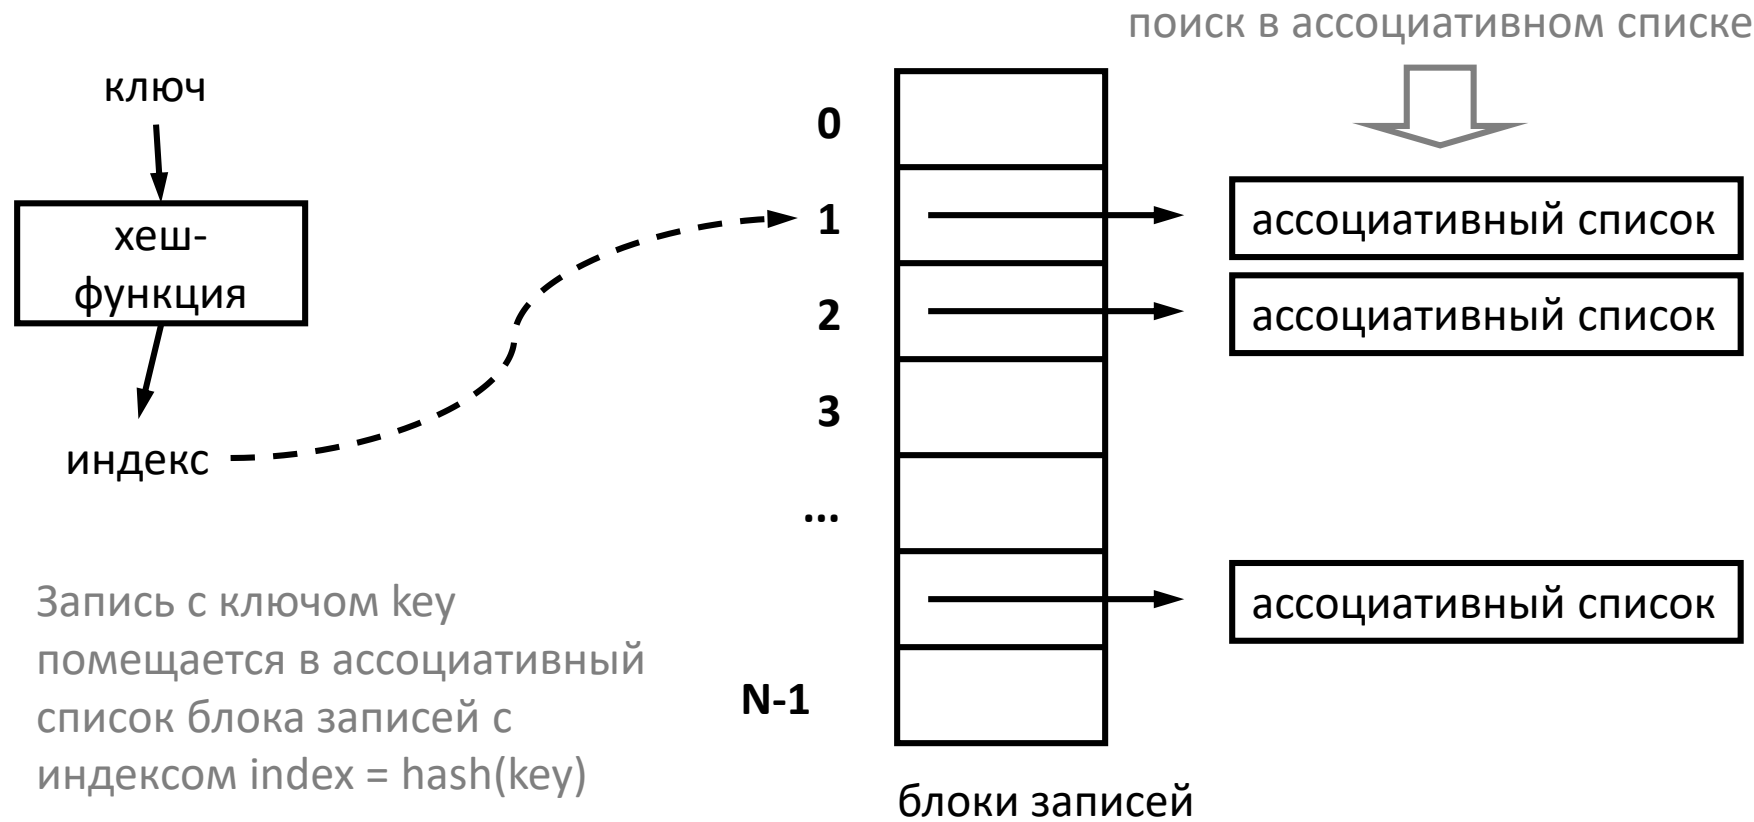 поиск в ассоциативном списке
ключ
хеш-
функция
индекс
0
1
2
3
...
N-1
ассоциативный список
ассоциативный список
ассоциативный список
Запись с ключом key
помещается в ассоциативный
список блока записей с
индексом index = hash(key)
блоки записей